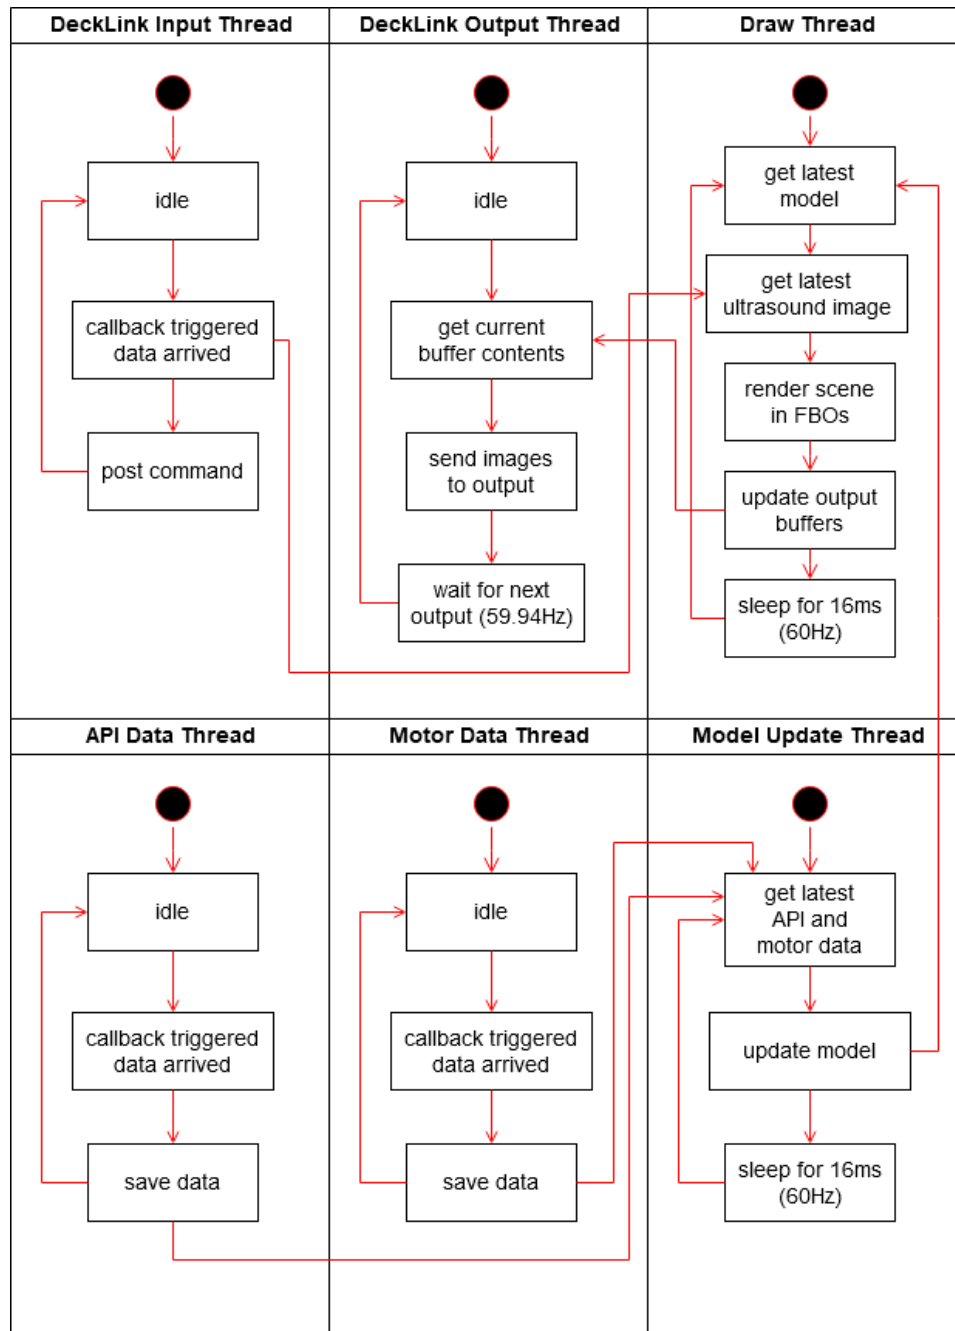 DeckLink Input Thread
idle
callback triggered
data arrived
post command
DeckLink Output Thread
idle
get current
buffer contents
send images
to output
wait for next
output (59.94Hz)
Draw Thread
get latest
model
get latest
ultrasound image
render scene
in FBOs
update output
buffers
sleep for 16ms
(60Hz)
API Data Thread
idle
callback triggered
data arrived
save data
Motor Data Thread
idle
callback triggered
data arrived
save data
Model Update Thread
get latest
API and
motor data
update model
sleep for 16ms
(60Hz)